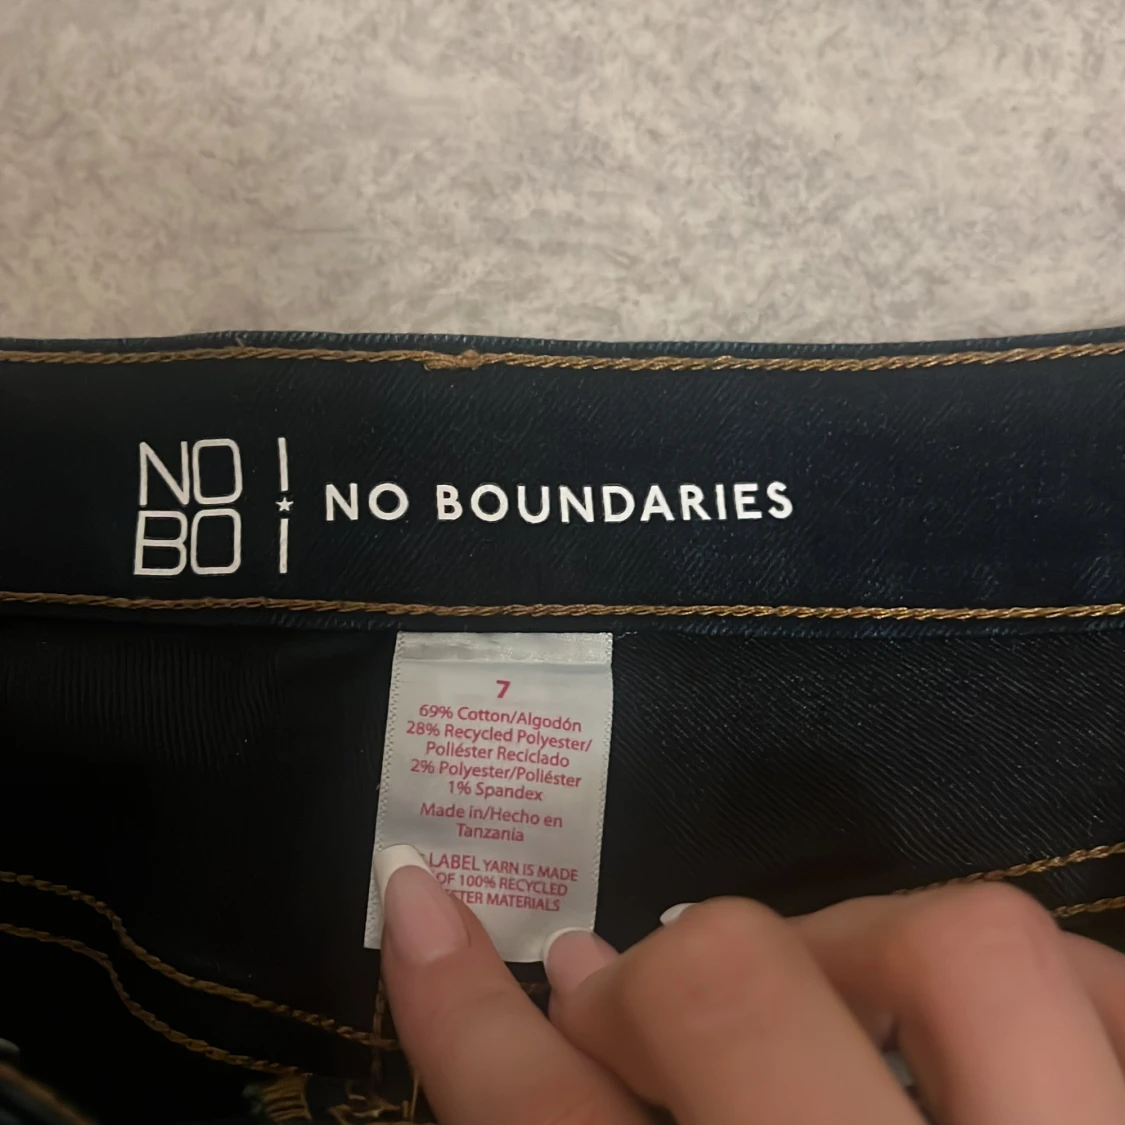 NO
BO
NO BOUNDARIES
7
69% Cotton/Algodón
28% Recycled Polyester/
Poliéster Reciclado
2% Polyester/Poliéster
1% Spandex
Made in/Hecho en
Tanzania
LABEL YARN IS MADE
OF 100% RECYCLED
MATERIALS